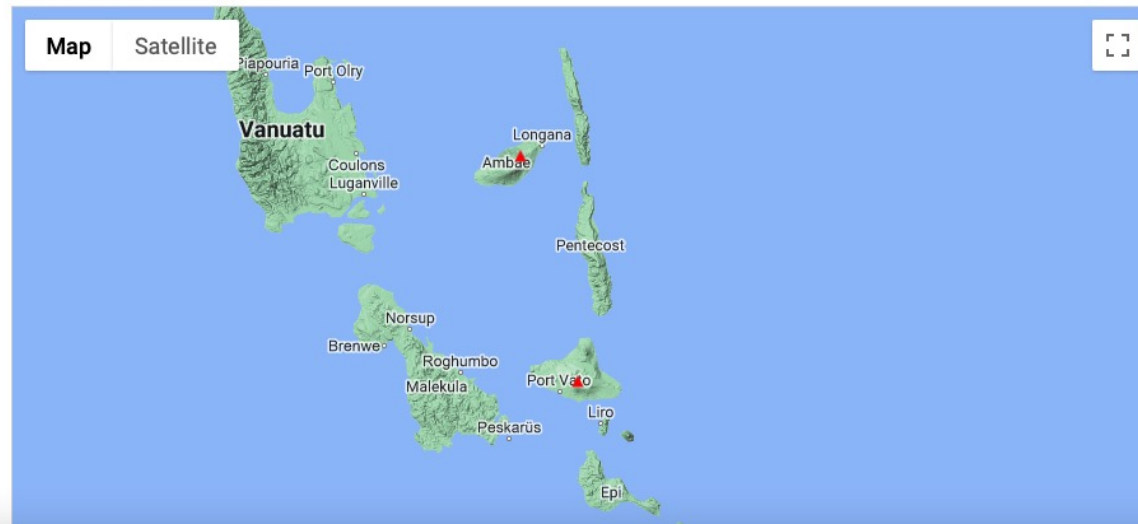 Map
Satellite
Piapouria
Port Olry
Vanuatu
Longana
Ambae
Coulons
Luganville
Pentecost
Norsup
Brenwe
Roghumbo
Malekula
Port Vato
Liro
Peskarüs
Epi